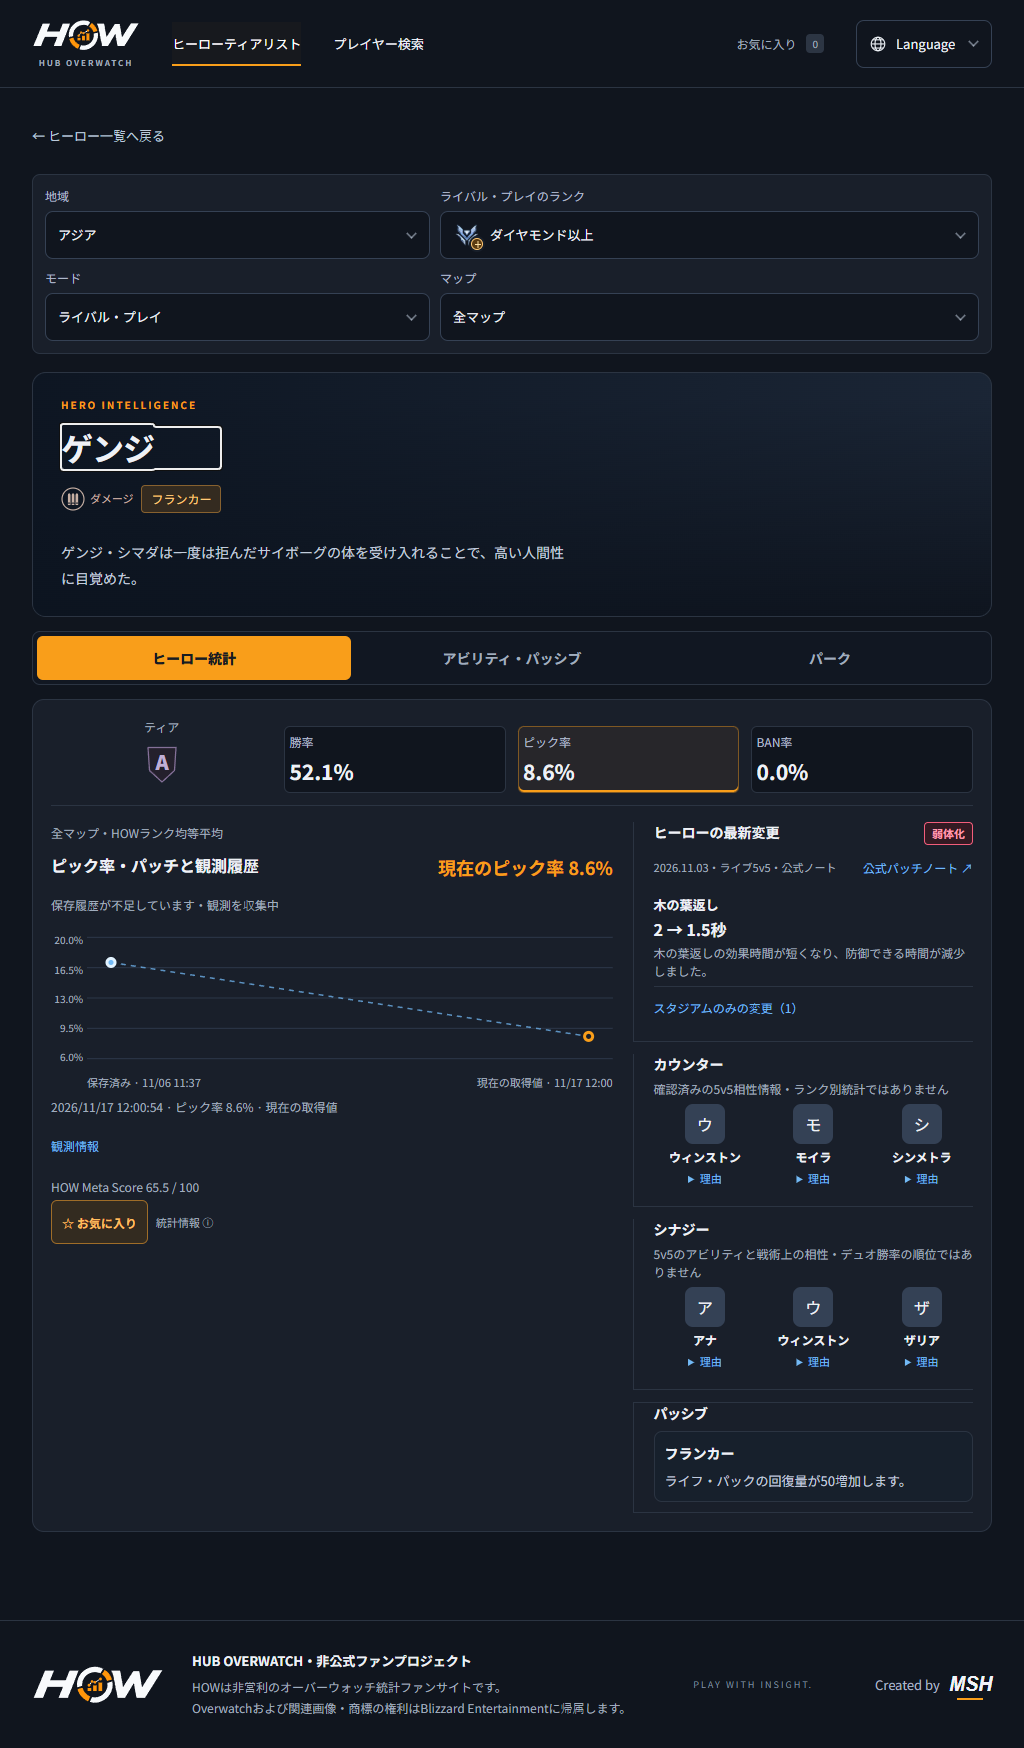 HOW
HUB OVERWATCH
ヒーローティアリスト
プレイヤー検索
お気に入り 0
Language
← ヒーロー一覧へ戻る
地域
アジア
ライバル・プレイのランク
ダイヤモンド以上
モード
ライバル・プレイ
マップ
全マップ
HERO INTELLIGENCE
ゲンジ
ダメージ
フランカー
ゲンジ・シマダは一度は拒んだサイボーグの体を受け入れることで、高い人間性
に目覚めた。
ヒーロー統計
アビリティ・パッシブ
パーク
ティア
A
勝率
52.1%
ピック率
8.6%
BAN率
0.0%
全マップ・HOWランク均等平均
ピック率・パッチと観測履歴
現在のピック率 8.6%
保存履歴が不足しています・観測を収集中
20.0%
16.5%
13.0%
9.5%
6.0%
保存済み · 11/06 11:37
現在の取得値 · 11/17 12:00
2026/11/17 12:00:54 · ピック率 8.6% · 現在の取得値
観測情報
HOW Meta Score 65.5 / 100
☆ お気に入り
統計情報 ⓘ
ヒーローの最新変更
弱体化
2026.11.03・ライブ5v5・公式ノート
公式パッチノート ↗
木の葉返し
2 → 1.5秒
木の葉返しの効果時間が短くなり、防御できる時間が減少
しました。
スタジアムのみの変更（1）
カウンター
確認済みの5v5相性情報・ランク別統計ではありません
ウ
モ
シ
ウィンストン
モイラ
シンメトラ
▶ 理由
▶ 理由
▶ 理由
シナジー
5v5のアビリティと戦術上の相性・デュオ勝率の順位ではあ
りません
ア
ウ
ザ
アナ
ウィンストン
ザリア
▶ 理由
▶ 理由
▶ 理由
パッシブ
フランカー
ライフ・パックの回復量が50増加します。
HOW
HUB OVERWATCH・非公式ファンプロジェクト
HOWは非営利のオーバーウォッチ統計ファンサイトです。
Overwatchおよび関連画像・商標の権利はBlizzard Entertainmentに帰属します。
PLAY WITH INSIGHT.
Created by MSH